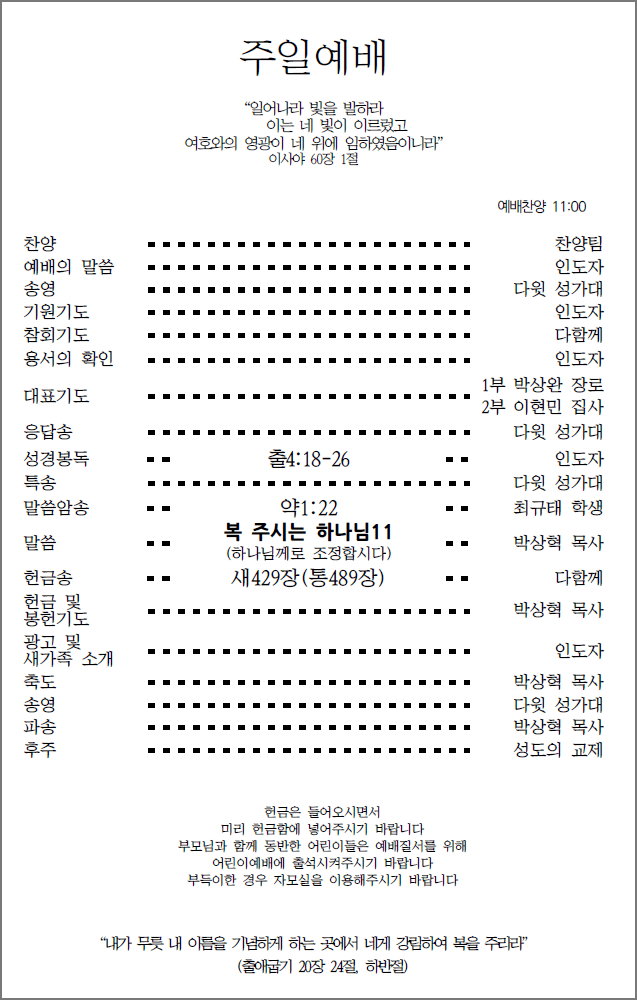 주일예배
“일어나라 빛을 발하라
이는 네 빛이 이르렀고
여호와의 영광이 네 위에 임하였음이니라”
이사야 60장 1절
예배찬양 11:00
찬양 찬양팀
예배의 말씀 인도자
송영 다윗 성가대
기원기도 인도자
참회기도 다함께
용서의 확인 인도자
대표기도 1부 박상완 장로
2부 이현민 집사
응답송 다윗 성가대
성경봉독 출4:18-26 인도자
특송 다윗 성가대
말씀암송 약1:22 최규태 학생
말씀 복 주시는 하나님11 박상혁 목사
(하나님께로 조정합시다)
헌금송 새429장(통489장) 다함께
헌금 및
봉헌기도 박상혁 목사
광고 및
새가족 소개 인도자
축도 박상혁 목사
송영 다윗 성가대
파송 박상혁 목사
후주 성도의 교제
헌금은 들어오시면서
미리 헌금함에 넣어주시기 바랍니다
부모님과 함께 동반한 어린이들은 예배질서를 위해
어린이예배에 출석시켜주시기 바랍니다
부득이한 경우 자모실을 이용해주시기 바랍니다
“내가 무릇 내 이름을 기념하게 하는 곳에서 네게 강림하여 복을 주리라”
(출애굽기 20장 24절, 하반절)